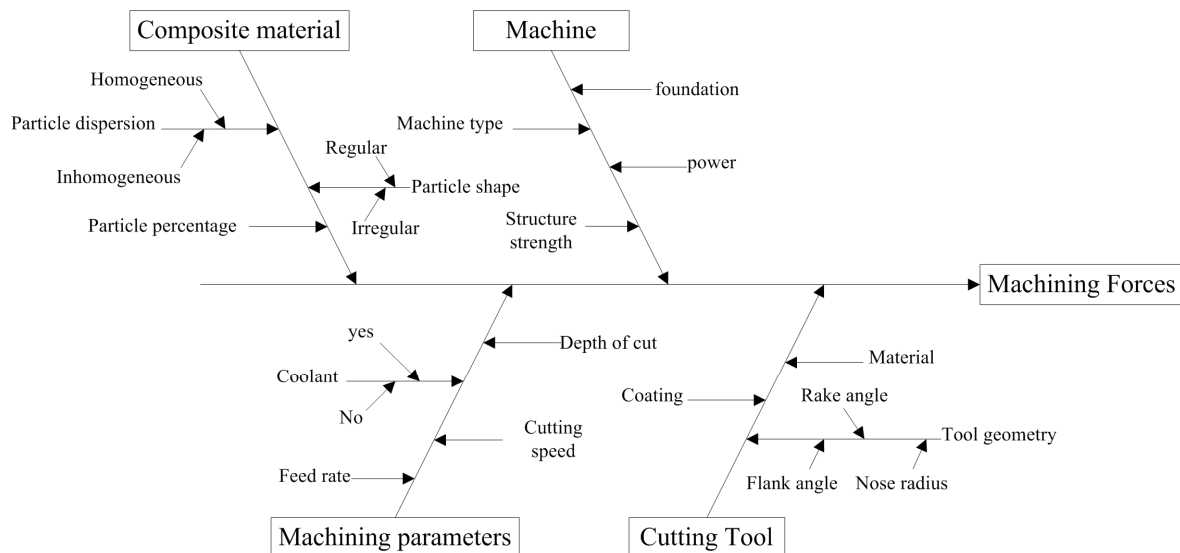 Composite material
Machine
Homogeneous
foundation
Particle dispersion
Machine type
Regular
power
Inhomogeneous
Particle shape
Particle percentage
Irregular
Structure
strength
Machining Forces
yes
Depth of cut
Material
Coolant
Coating
Rake angle
No
Cutting
speed
Tool geometry
Feed rate
Flank angle
Nose radius
Machining parameters
Cutting Tool